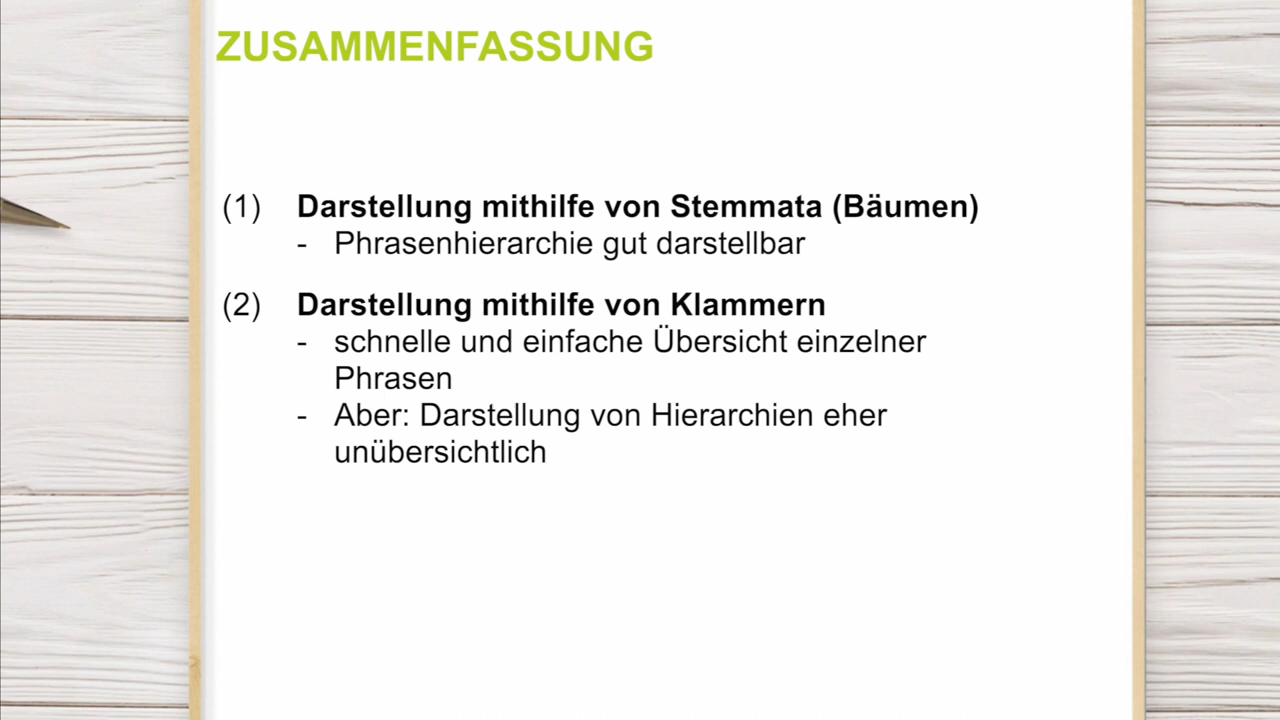 ZUSAMMENFASSUNG
(1) Darstellung mithilfe von Stemmata (Bäumen)
- Phrasenhierarchie gut darstellbar
(2) Darstellung mithilfe von Klammern
- schnelle und einfache Übersicht einzelner
Phrasen
- Aber: Darstellung von Hierarchien eher
unübersichtlich